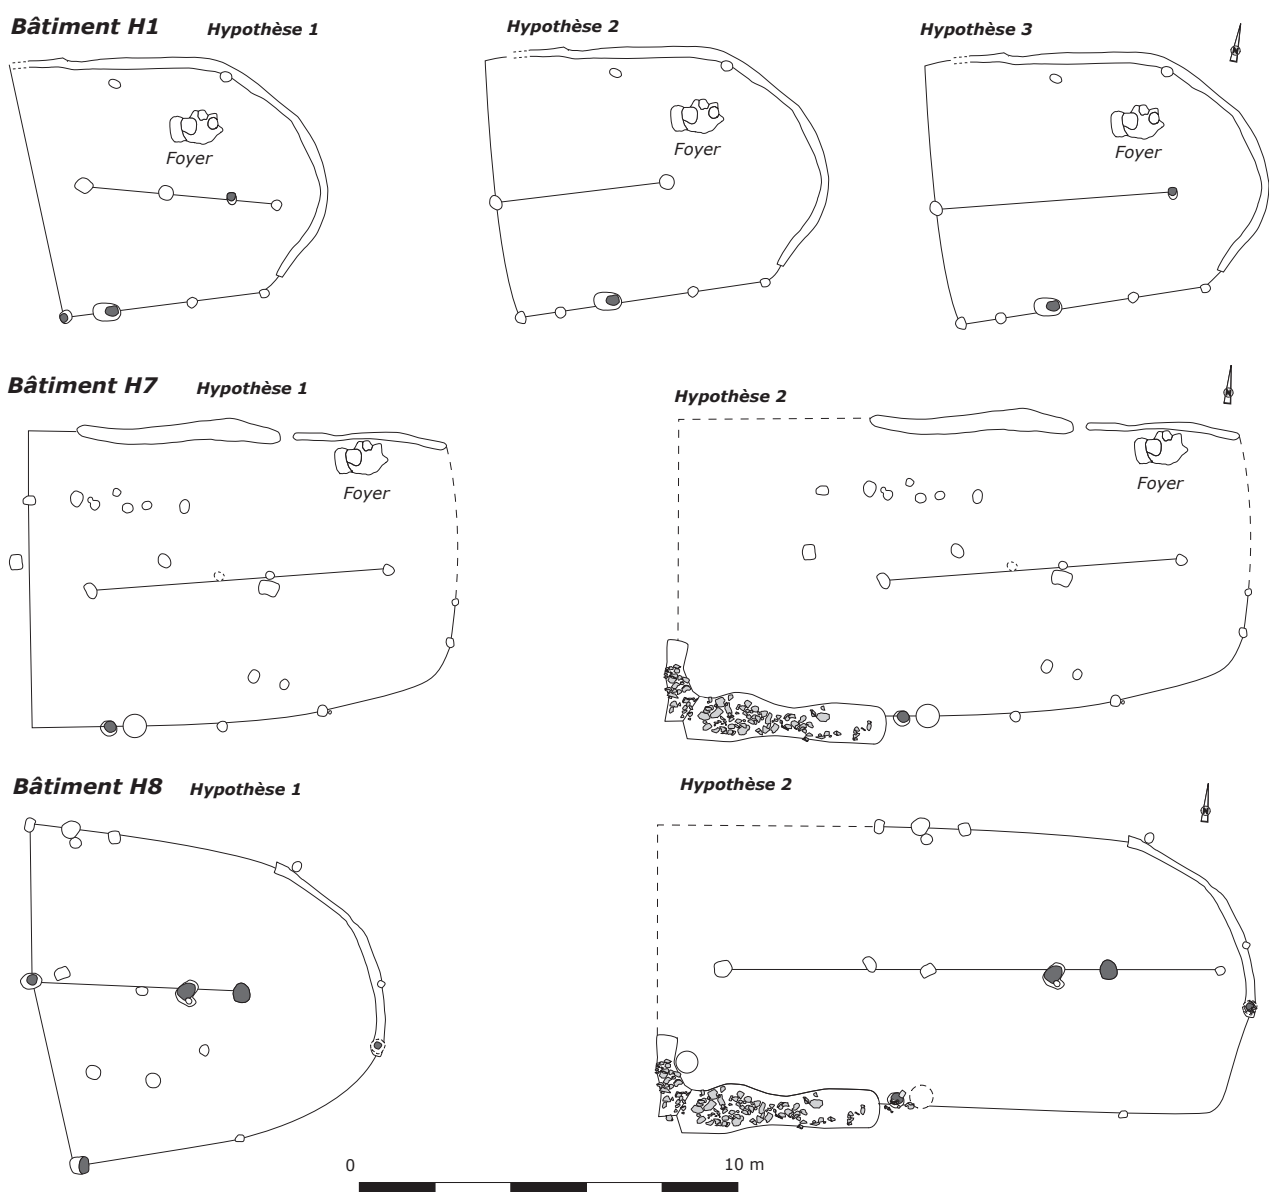 Bâtiment H1 Hypothèse 1 Hypothèse 2 Hypothèse 3
Foyer Foyer Foyer
Bâtiment H7 Hypothèse 1 Hypothèse 2
Foyer Foyer
Bâtiment H8 Hypothèse 1 Hypothèse 2
0 10 m